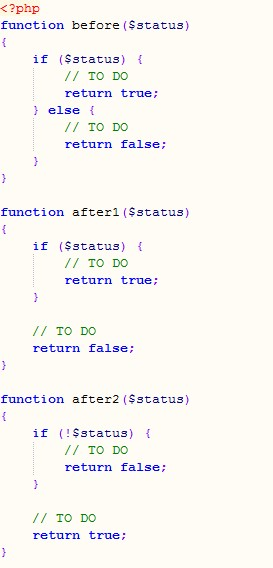 <?php
function before($status)
{
    if ($status) {
        // TO DO
        return true;
    } else {
        // TO DO
        return false;
    }
}

function after1($status)
{
    if ($status) {
        // TO DO
        return true;
    }

    // TO DO
    return false;
}

function after2($status)
{
    if (!$status) {
        // TO DO
        return false;
    }

    // TO DO
    return true;
}